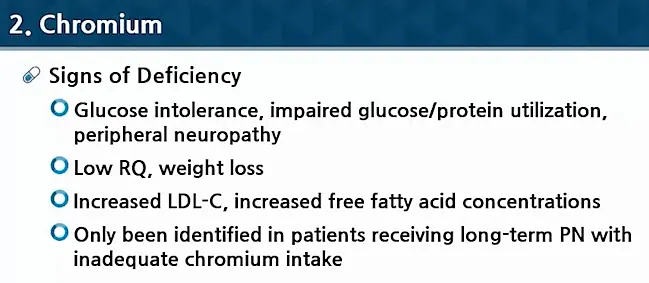 2. Chromium
Signs of Deficiency
Glucose intolerance, impaired glucose/protein utilization,
peripheral neuropathy
Low RQ, weight loss
Increased LDL-C, increased free fatty acid concentrations
Only been identified in patients receiving long-term PN with
inadequate chromium intake